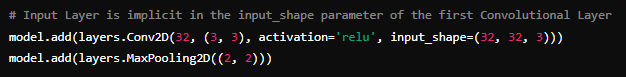 # Input Layer is implicit in the input_shape parameter of the first Convolutional Layer
model.add(layers.Conv2D(32, (3, 3), activation='relu', input_shape=(32, 32, 3)))
model.add(layers.MaxPooling2D((2, 2)))